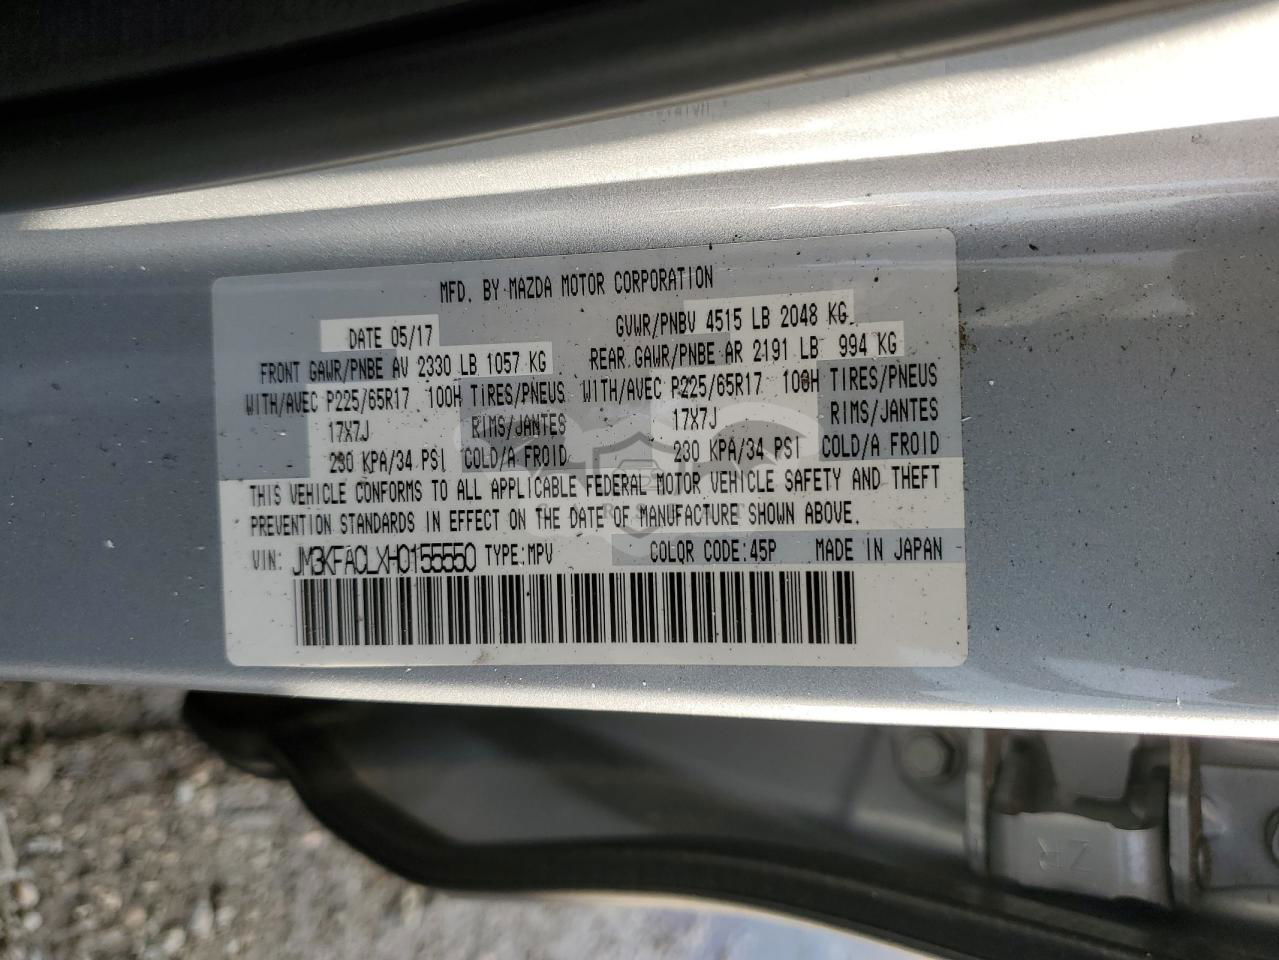 MFD. BY MAZDA MOTOR CORPORATION
DATE 05/17 GVWR/PNBV 4515 LB 2048 KG
FRONT GAWR/PNBE AV 2330 LB 1057 KG REAR GAWR/PNBE AR 2191 LB 994 KG
WITH/AVEC P225/65R17 100H TIRES/PNEUS WITH/AVEC P225/65R17 100H TIRES/PNEUS
17X7J RIMS/JANTES 17X7J RIMS/JANTES
230 KPA/34 PSI COLD/A FROID 230 KPA/34 PSI COLD/A FROID
THIS VEHICLE CONFORMS TO ALL APPLICABLE FEDERAL MOTOR VEHICLE SAFETY AND THEFT
PREVENTION STANDARDS IN EFFECT ON THE DATE OF MANUFACTURE SHOWN ABOVE.
VIN: JM3KFACLXH0155550 TYPE:MPV COLOR CODE:45P MADE IN JAPAN
ZR